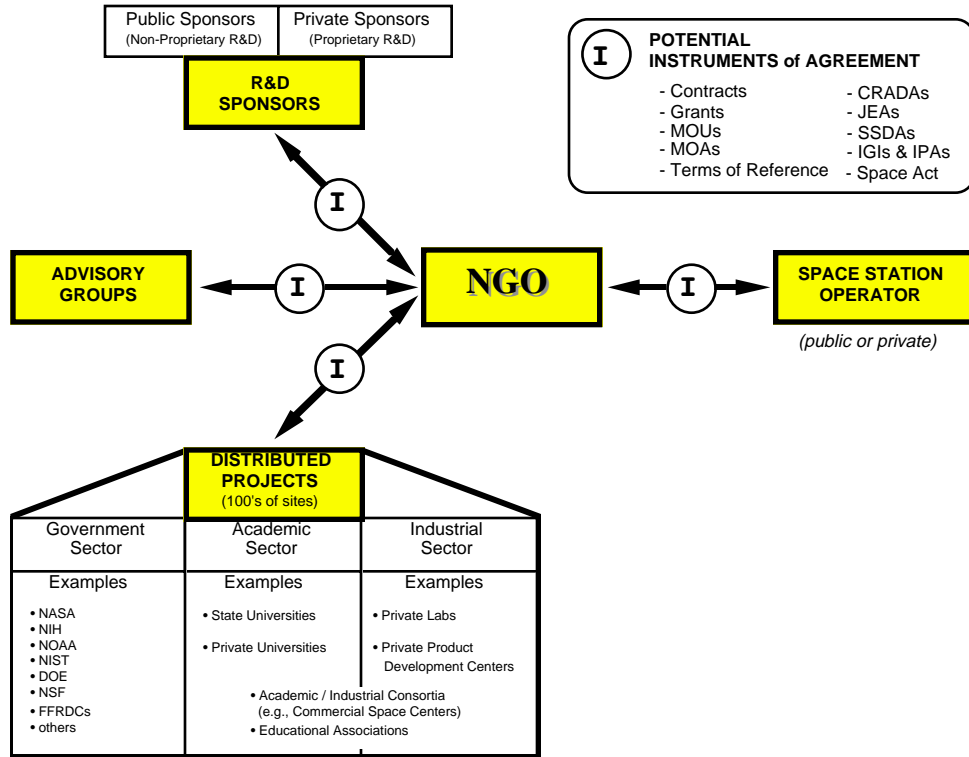 Public Sponsors
(Non-Proprietary R&D)
Private Sponsors
(Proprietary R&D)
R&D
SPONSORS
I
POTENTIAL
INSTRUMENTS of AGREEMENT
- Contracts
- Grants
- MOUs
- MOAs
- Terms of Reference
- CRADAs
- JEAs
- SSDAs
- IGIs & IPAs
- Space Act
I
ADVISORY
GROUPS
I
NGO
I
SPACE STATION
OPERATOR
(public or private)
I
DISTRIBUTED
PROJECTS
(100's of sites)
Government
Sector
Academic
Sector
Industrial
Sector
Examples
• NASA
• NIH
• NOAA
• NIST
• DOE
• NSF
• FFRDCs
• others
Examples
• State Universities
• Private Universities
Examples
• Private Labs
• Private Product
Development Centers
• Academic / Industrial Consortia
(e.g., Commercial Space Centers)
• Educational Associations